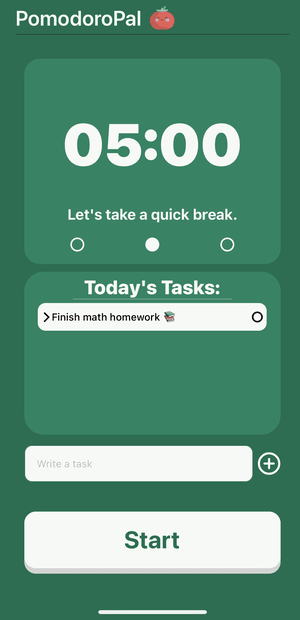 PomodoroPal
05:00
Let's take a quick break.
Today's Tasks:
Finish math homework
Write a task
Start